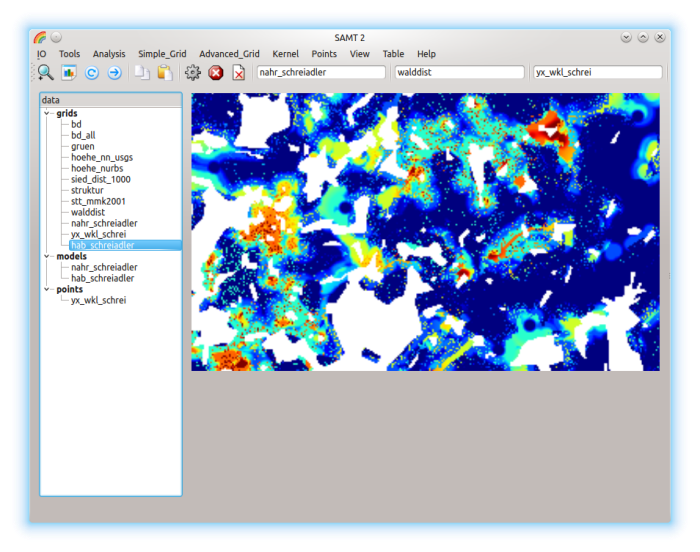 SAMT 2
IO Tools Analysis Simple_Grid Advanced_Grid Kernel Points View Table Help
nahr_schreiadler walddist yx_wkl_schrei
data
grids
bd
bd_all
gruen
hoehe_nn_usgs
hoehe_nurbs
sied_dist_1000
struktur
stt_mmk2001
walddist
nahr_schreiadler
yx_wkl_schrei
hab_schreiadler
models
nahr_schreiadler
hab_schreiadler
points
yx_wkl_schrei